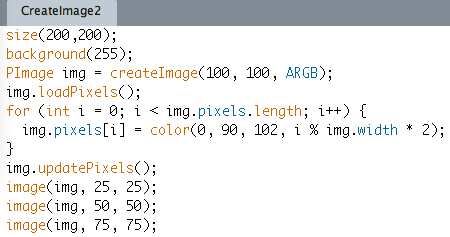 CreateImage2
size(200,200);
background(255);
PImage img = createImage(100, 100, ARGB);
img.loadPixels();
for (int i = 0; i < img.pixels.length; i++) {
  img.pixels[i] = color(0, 90, 102, i % img.width * 2);
}
img.updatePixels();
image(img, 25, 25);
image(img, 50, 50);
image(img, 75, 75);